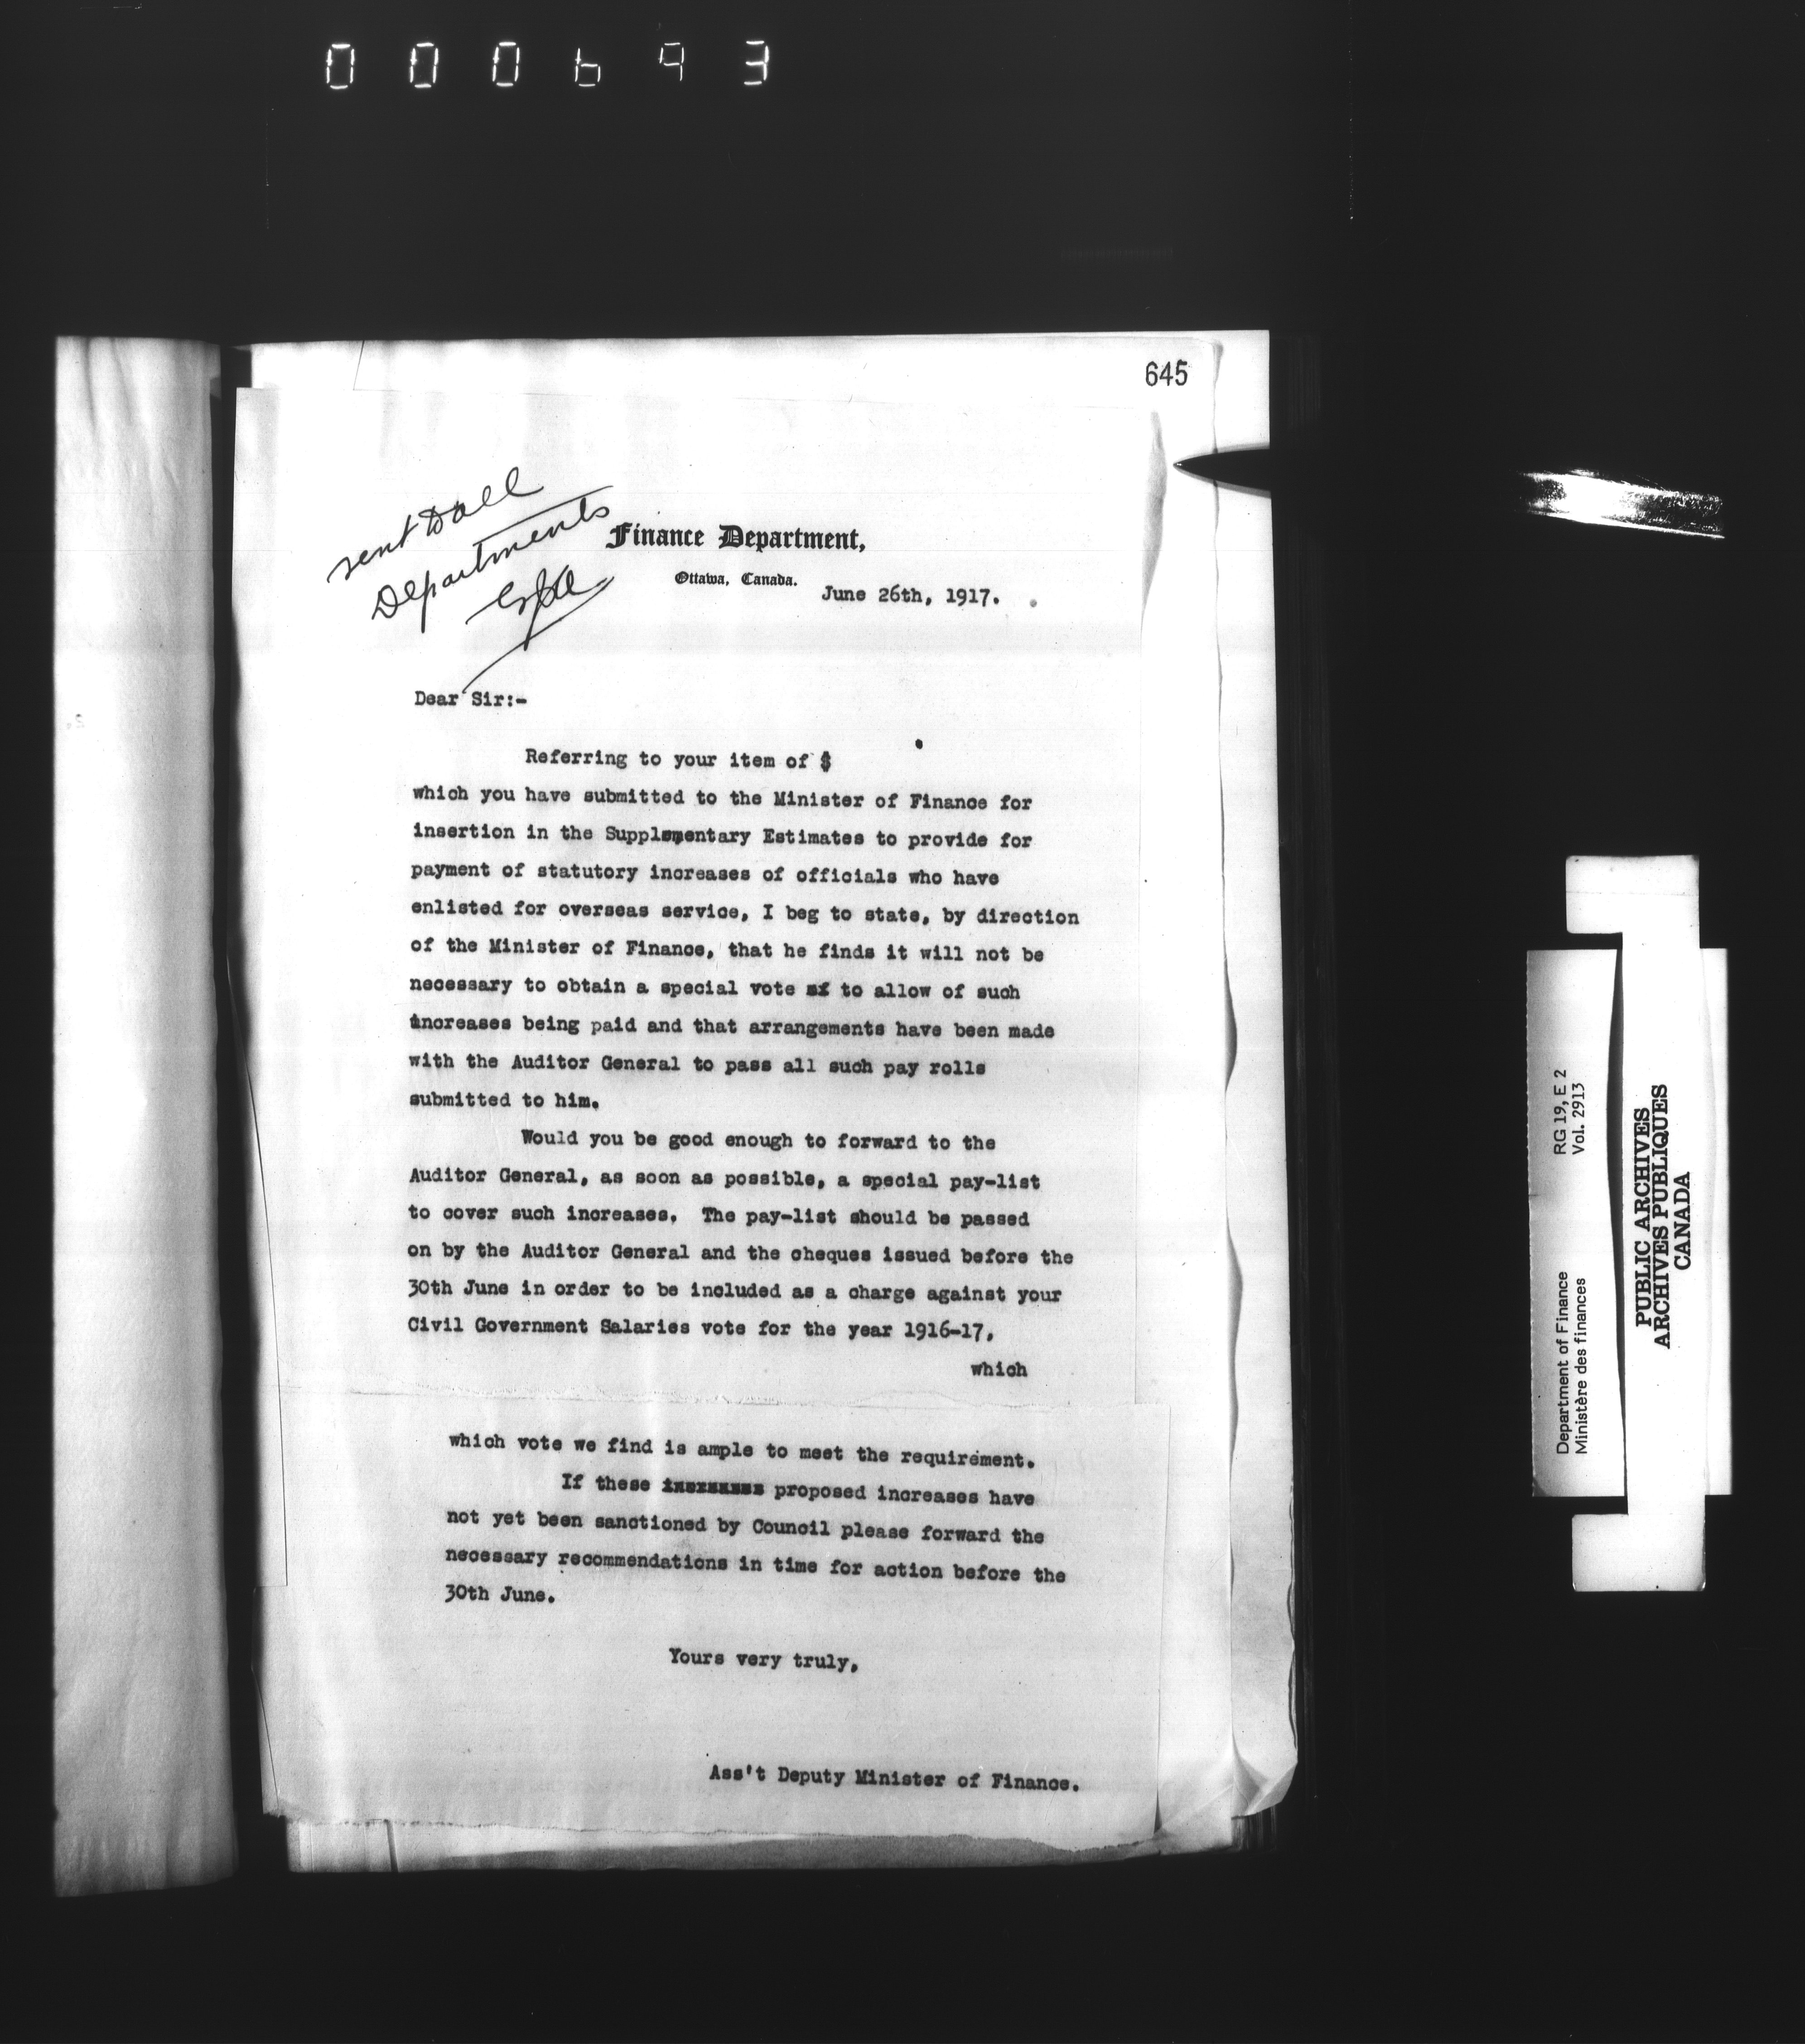 000693
645
sent to all
Departments
Finance Department,
Ottawa, Canada.
June 26th, 1917.
Dear Sir:-
Referring to your item of $
which you have submitted to the Minister of Finance for
insertion in the Supplementary Estimates to provide for
payment of statutory increases of officials who have
enlisted for overseas service, I beg to state, by direction
of the Minister of Finance, that he finds it will not be
necessary to obtain a special vote to allow of such
increases being paid and that arrangements have been made
with the Auditor General to pass all such pay rolls
submitted to him.
Would you be good enough to forward to the
Auditor General, as soon as possible, a special pay-list
to cover such increases. The pay-list should be passed
on by the Auditor General and the cheques issued before the
30th June in order to be included as a charge against your
Civil Government Salaries vote for the year 1916-17,
which
which vote we find is ample to meet the requirement.
If these proposed increases have
not yet been sanctioned by Council please forward the
necessary recommendations in time for action before the
30th June.
Yours very truly,
Ass't Deputy Minister of Finance.
Department of Finance RG 19, E 2
Ministère des finances Vol. 2913
PUBLIC ARCHIVES
ARCHIVES PUBLIQUES
CANADA